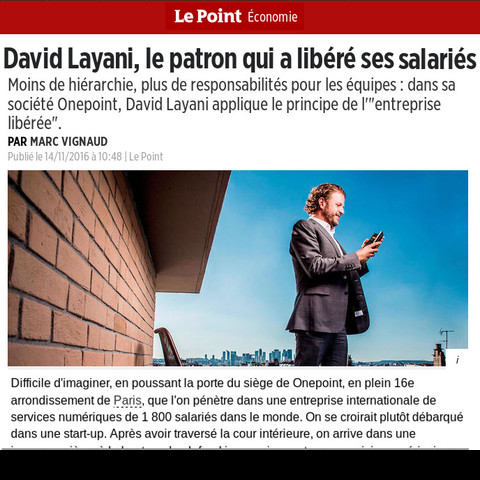 Le Point Économie
David Layani, le patron qui a libéré ses salariés
Moins de hiérarchie, plus de responsabilités pour les équipes : dans sa
société Onepoint, David Layani applique le principe de l'"entreprise
libérée".
PAR MARC VIGNAUD
Publié le 14/11/2016 à 10:48 | Le Point
i
Difficile d'imaginer, en poussant la porte du siège de Onepoint, en plein 16e
arrondissement de Paris, que l'on pénètre dans une entreprise internationale de
services numériques de 1 800 salariés dans le monde. On se croirait plutôt débarqué
dans une start-up. Après avoir traversé la cour intérieure, on arrive dans une